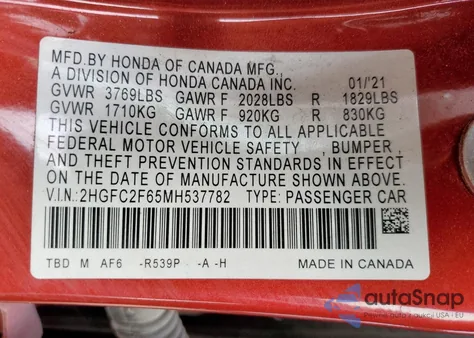 MFD.BY HONDA OF CANADA MFG.,
A DIVISION OF HONDA CANADA INC. 01/'21
GVWR 3769LBS GAWR F 2028LBS R 1829LBS
GVWR 1710KG GAWR F 920KG R 830KG
THIS VEHICLE CONFORMS TO ALL APPLICABLE
FEDERAL MOTOR VEHICLE SAFETY , BUMPER ,
AND THEFT PREVENTION STANDARDS IN EFFECT
ON THE DATE OF MANUFACTURE SHOWN ABOVE.
V.I.N.:2HGFC2F65MH537782 TYPE: PASSENGER CAR
TBD M AF6 -R539P -A -H MADE IN CANADA
autoSnap